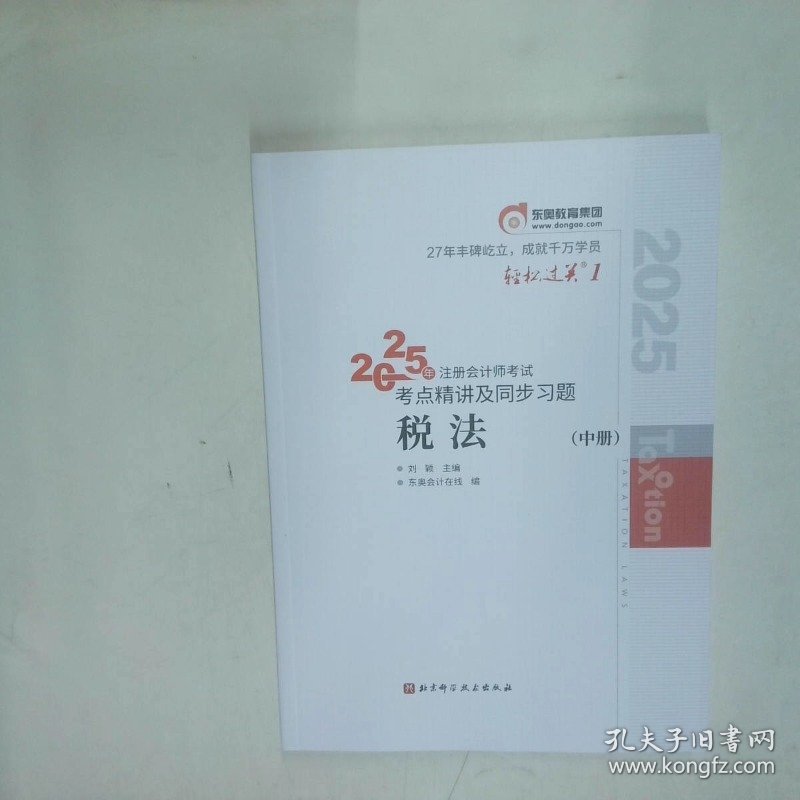 东奥教育集团
www.dongao.com
27年丰碑屹立，成就千万学员
轻松过关®1
2025年 注册会计师考试
考点精讲及同步习题
税法
（中册）
刘 颖 主编
东奥会计在线 编
北京科学技术出版社
2025
Taxation
TAXATION LAWS
孔夫子旧书网
www.kongfz.com